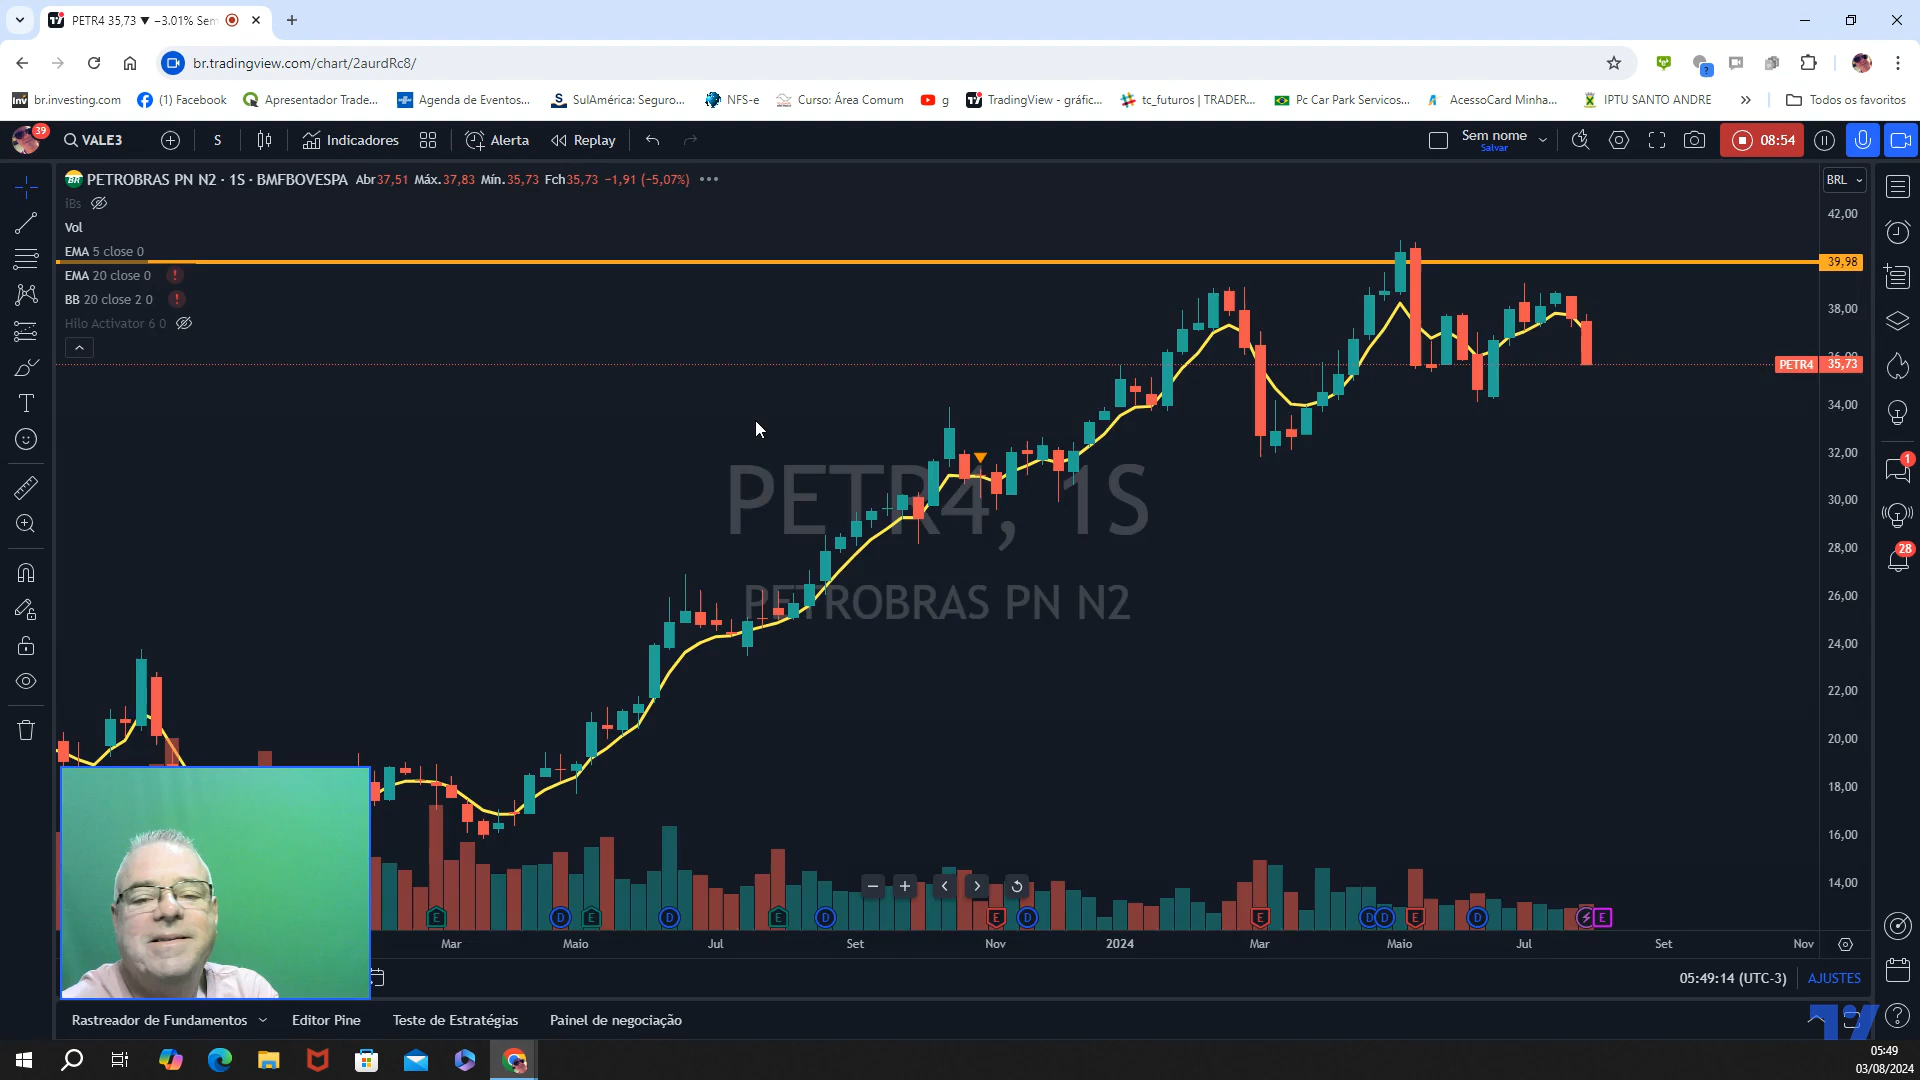 PETR4 35,73 ▼ −3.01% Sem
br.tradingview.com/chart/2aurdRc8/
br.investing.com
(1) Facebook
Apresentador Trade...
Agenda de Eventos...
SulAmérica: Seguro...
NFS-e
Curso: Área Comum
g
TradingView - gráfic...
tc_futuros | TRADER...
Pc Car Park Servicos...
AcessoCard Minha...
IPTU SANTO ANDRE
»
Todos os favoritos
39
VALE3
S
Indicadores
Alerta
Replay
Sem nome
Salvar
08:54
PETROBRAS PN N2 · 1S · BMFBOVESPA Abr37,51 Máx.37,83 Mín.35,73 Fch35,73 −1,91 (−5,07%)
BRL
iBs
Vol
EMA 5 close 0
EMA 20 close 0 !
BB 20 close 2 0 !
Hilo Activator 6 0
42,00
39,98
38,00
PETR4 35,73
34,00
32,00
30,00
28,00
26,00
24,00
22,00
20,00
18,00
16,00
14,00
PETR4, 1S
PETROBRAS PN N2
1
28
E D E D E D E D E D D E D E
Mar Maio Jul Set Nov 2024 Mar Maio Jul Set Nov
05:49:14 (UTC-3) AJUSTES
Rastreador de Fundamentos
Editor Pine
Teste de Estratégias
Painel de negociação
05:49
03/08/2024